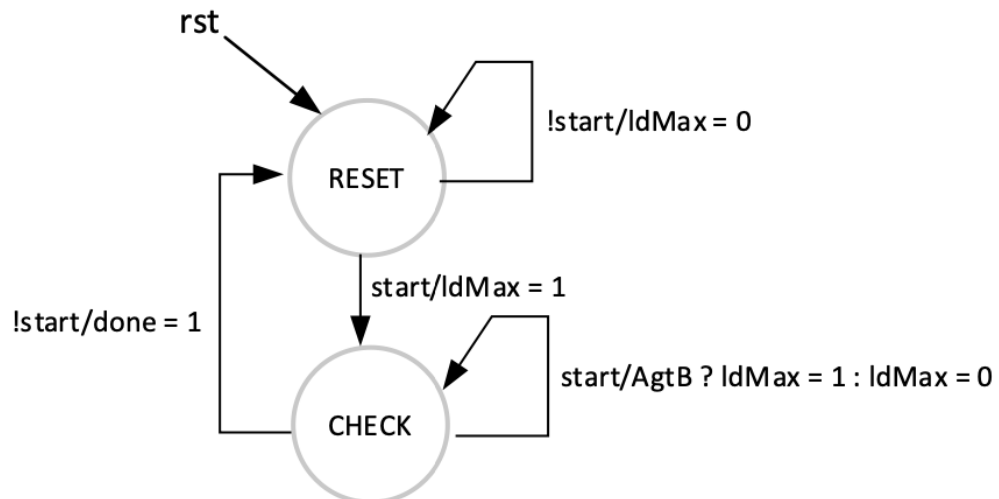 rst
!start/ldMax = 0
RESET
start/ldMax = 1
!start/done = 1
start/AgtB ? ldMax = 1 : ldMax = 0
CHECK